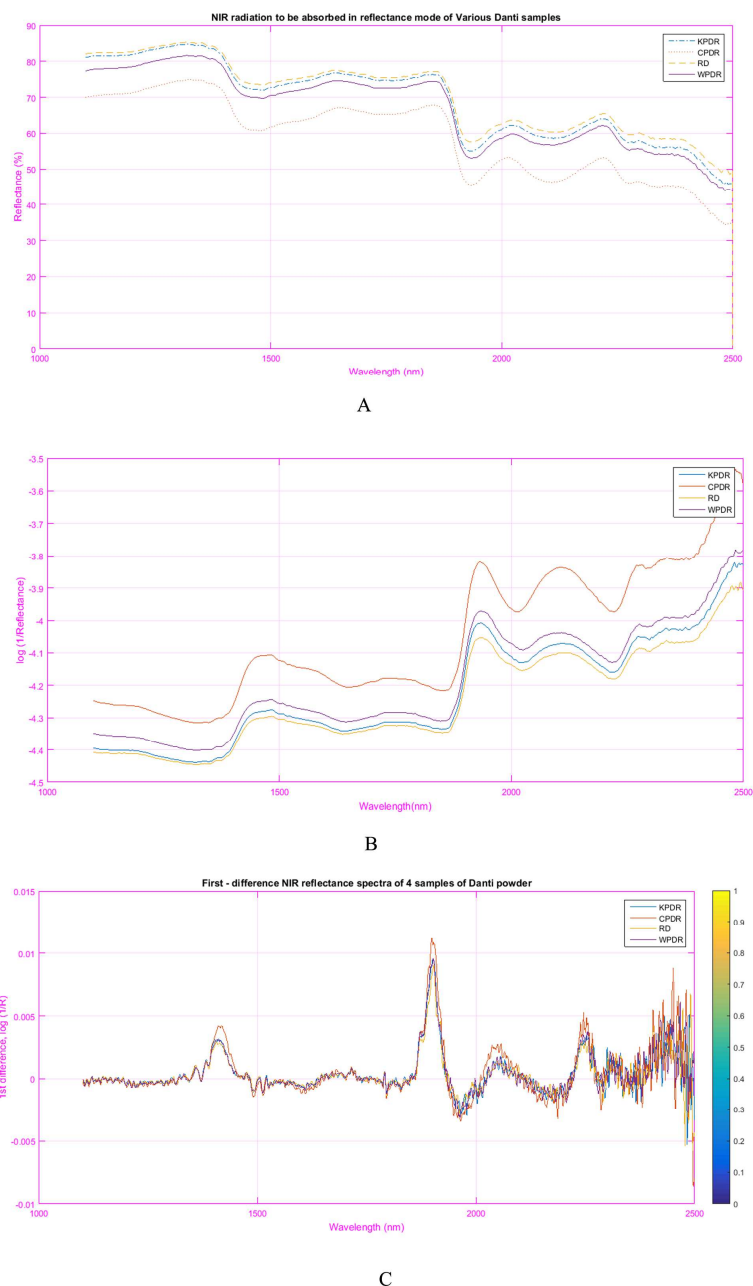 NIR radiation to be absorbed in reflectance mode of Various Danti samples
90
80
70
60
50
40
30
20
10
0
Reflectance (%)
KPDR
CPDR
RD
WPDR
1000
1500
2000
2500
Wavelength (nm)
A
-3.5
-3.6
-3.7
-3.8
-3.9
-4
-4.1
-4.2
-4.3
-4.4
-4.5
log (1/Reflectance)
KPDR
CPDR
RD
WPDR
1000
1500
2000
2500
Wavelength(nm)
B
First - difference NIR reflectance spectra of 4 samples of Danti powder
0.015
0.01
0.005
0
-0.005
-0.01
1st difference, log (1/R)
KPDR
CPDR
RD
WPDR
1
0.9
0.8
0.7
0.6
0.5
0.4
0.3
0.2
0.1
0
1000
1500
2000
2500
Wavelength (nm)
C